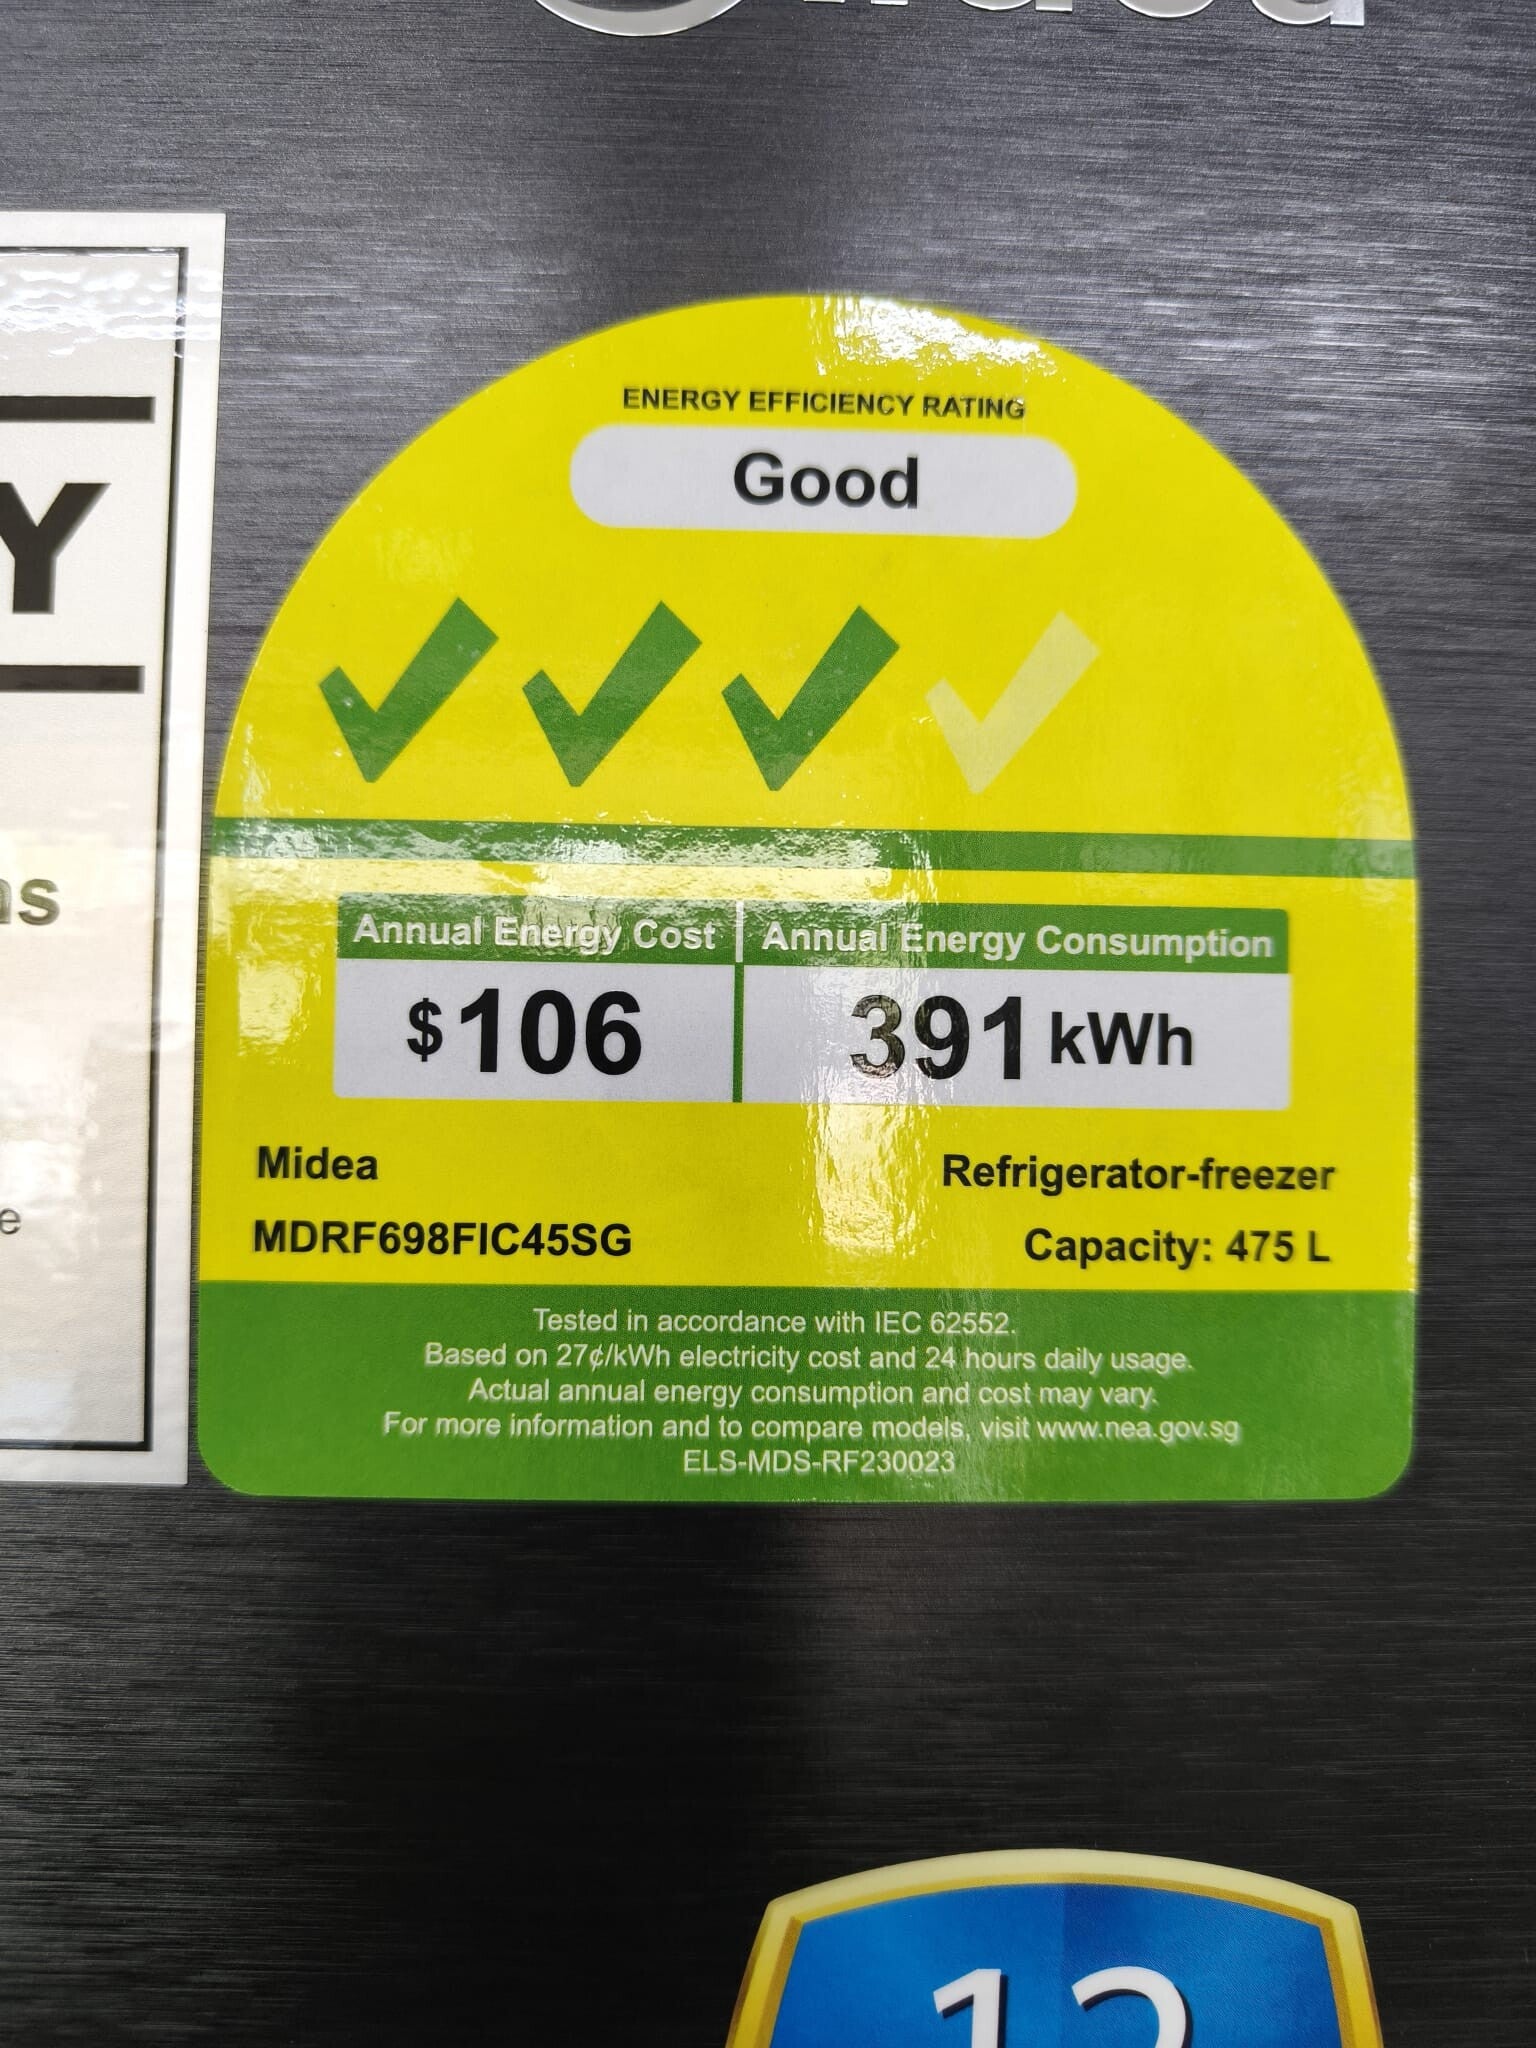 ENERGY EFFICIENCY RATING
Good
Annual Energy Cost
Annual Energy Consumption
$106
391 kWh
Midea
Refrigerator-freezer
MDRF698FIC45SG
Capacity: 475 L
Tested in accordance with IEC 62552.
Based on 27¢/kWh electricity cost and 24 hours daily usage.
Actual annual energy consumption and cost may vary.
For more information and to compare models, visit www.nea.gov.sg
ELS-MDS-RF230023
Y
e
12